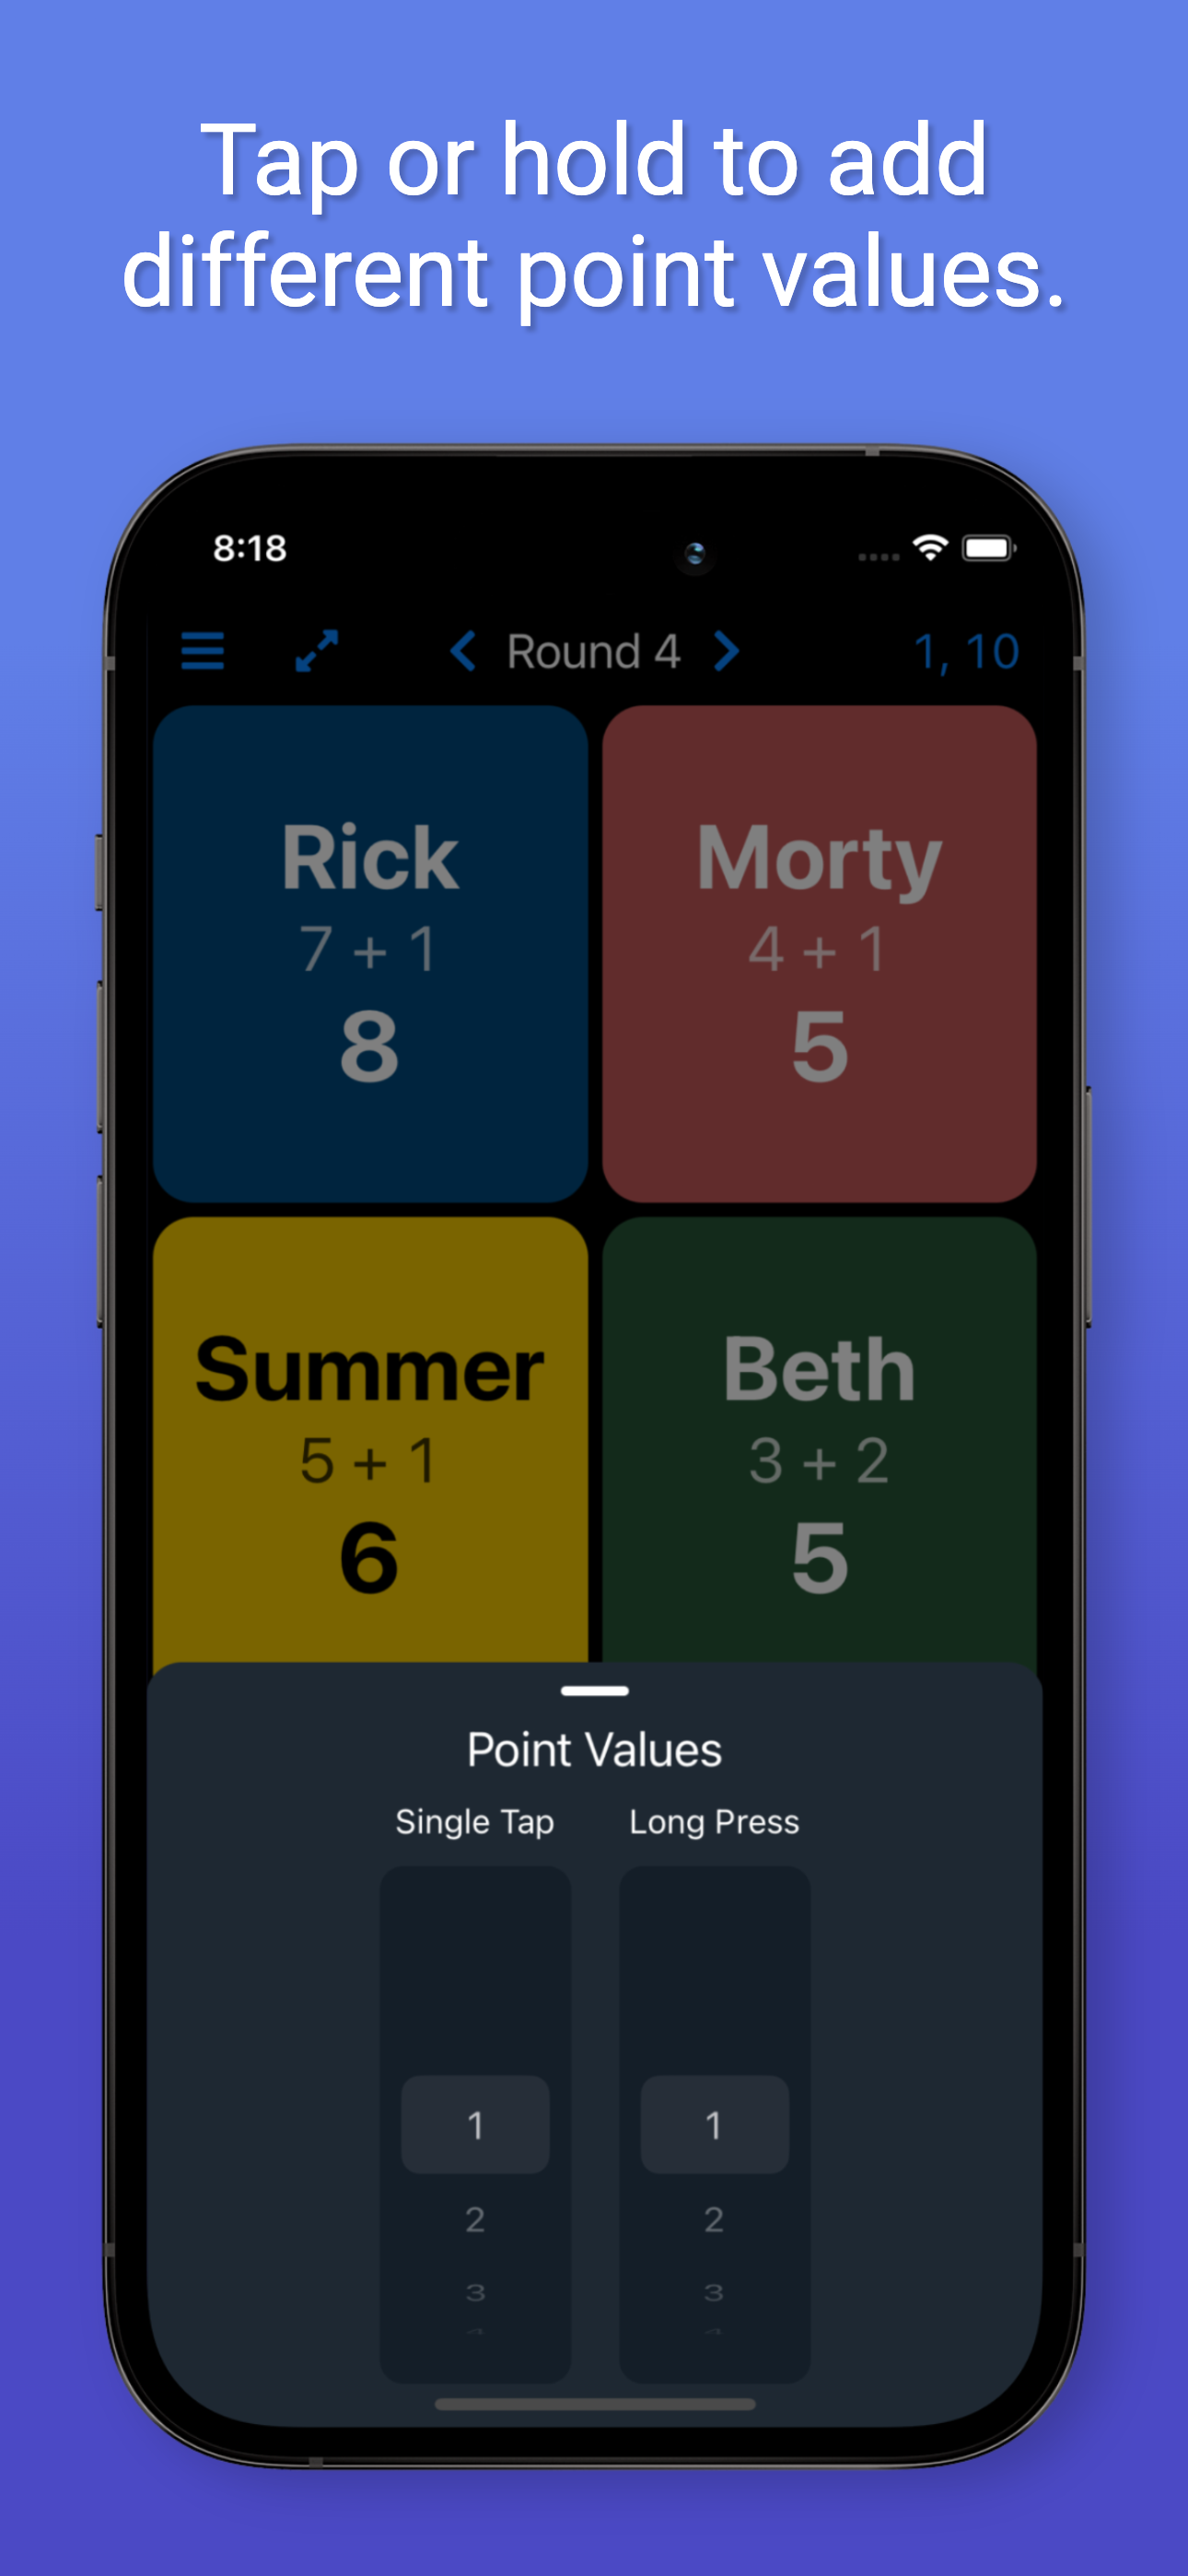 Tap or hold to add
different point values.
8:18
Round 4
1, 10
Rick
7 + 1
8
Morty
4 + 1
5
Summer
5 + 1
6
Beth
3 + 2
5
Point Values
Single Tap
1
2
3
4
Long Press
1
2
3
4